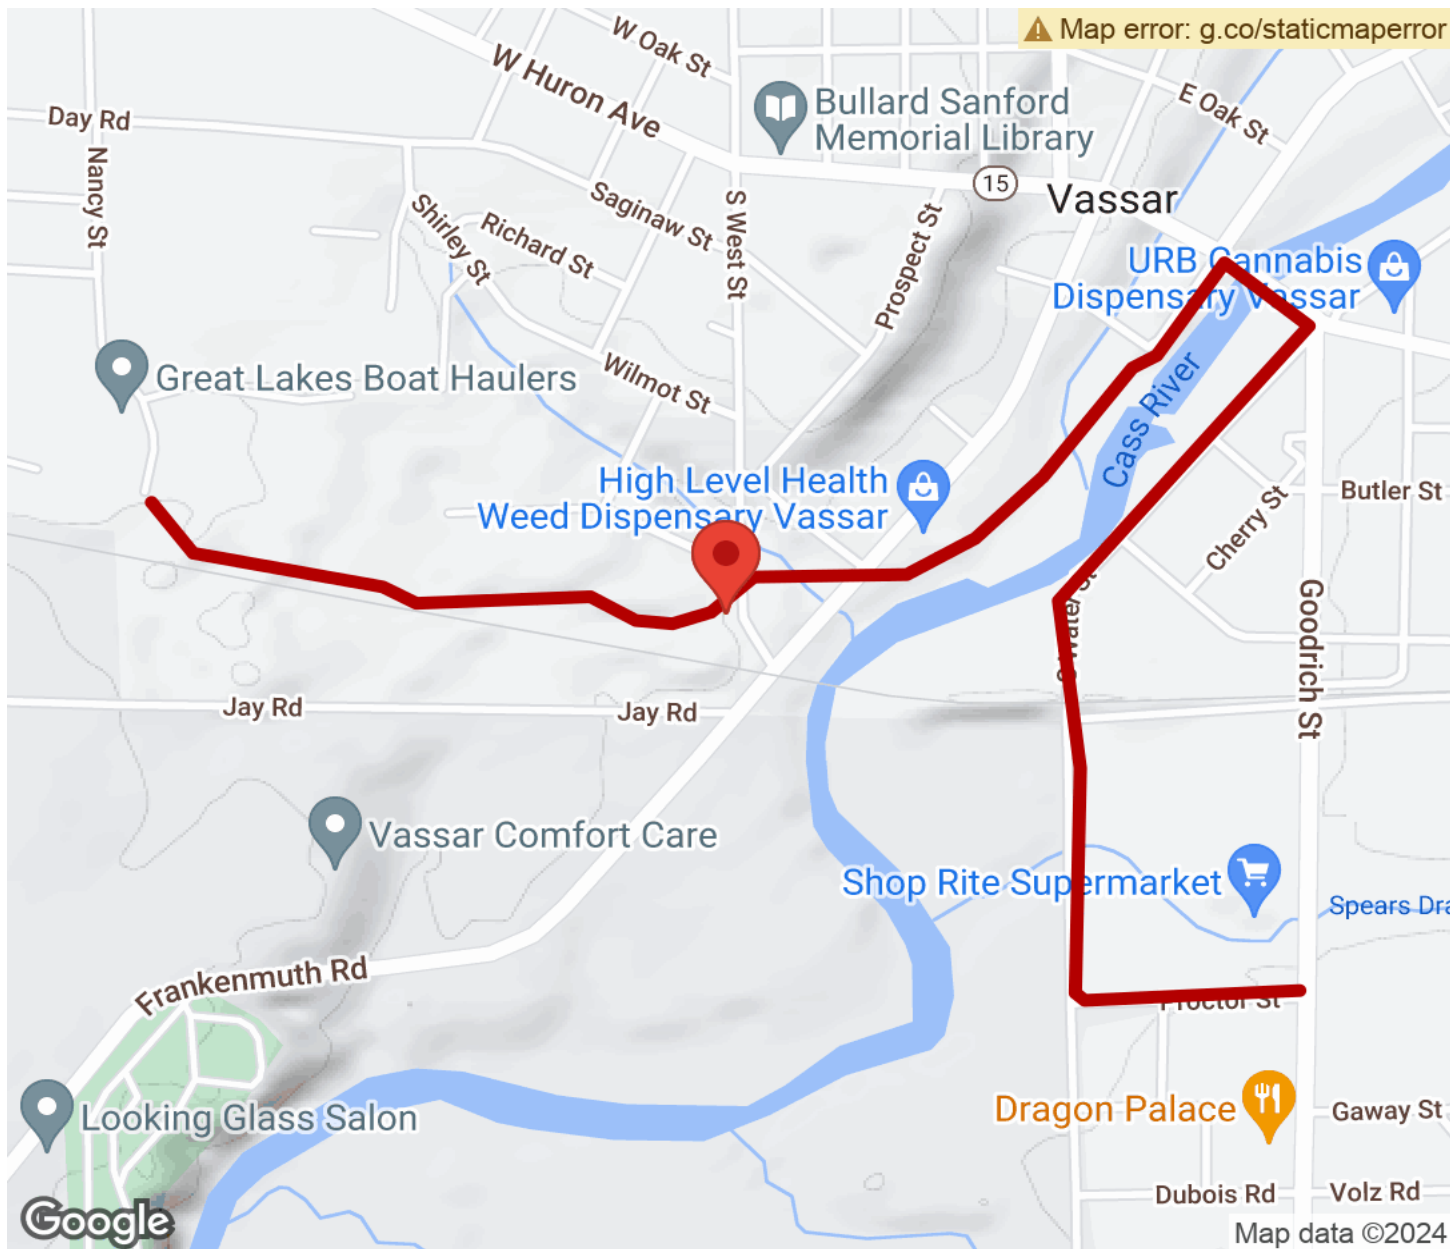 Map error: g.co/staticmaperror
W Oak St
W Huron Ave
E Oak St
Bullard Sanford
Memorial Library
Day Rd
Nancy St
15
Vassar
Saginaw St
S West St
Prospect St
Shirley St
Richard St
URB Cannabis
Dispensary Vassar
Great Lakes Boat Haulers
Wilmot St
Cass River
High Level Health
Weed Dispensary Vassar
Butler St
Cherry St
S Water St
Goodrich St
Jay Rd
Jay Rd
Vassar Comfort Care
Shop Rite Supermarket
Spears Dra
Frankenmuth Rd
Proctor St
Looking Glass Salon
Dragon Palace
Gaway St
Dubois Rd
Volz Rd
Google
Map data ©2024